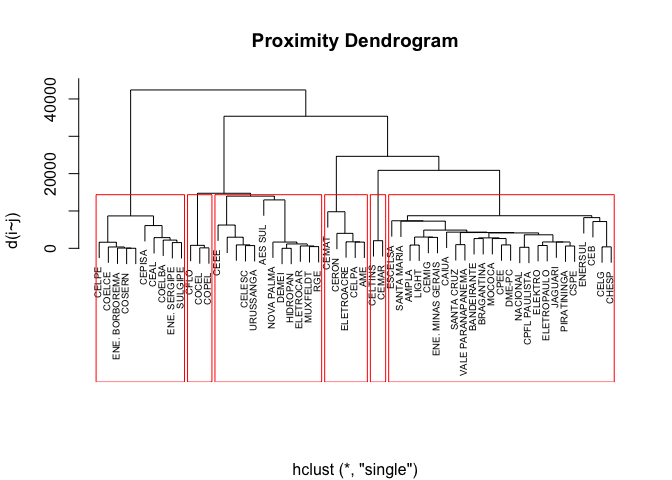 Proximity Dendrogram
d(i~j)
40000
20000
0
CELPE
COELCE
ENE. BORBOREMA
COSERN
CEPISA
CEAL
COELBA
ENE. SERGIPE
SULGIPE
CFLO
COCEL
COPEL
CEEE
CELESC
URUSSANGA
AES SUL
NOVA PALMA
DEMEI
HIDROPAN
ELETROCAR
MUXFELDT
RGE
CEMAT
CERON
ELETROACRE
CELPA
AME
CELTINS
CEMAR
ESCELSA
SANTA MARIA
AMPLA
LIGHT
CEMIG
ENE. MINAS GERAIS
CAIUA
SANTA CRUZ
VALE PARANAPANEMA
BANDEIRANTE
BRAGANTINA
MOCOCA
CPEE
DME-PC
NACIONAL
CPFL PAULISTA
ELEKTRO
ELETROPAULO
JAGUARI
PIRATININGA
CSPE
ENERSUL
CEB
CELG
CHESP
hclust (*, "single")